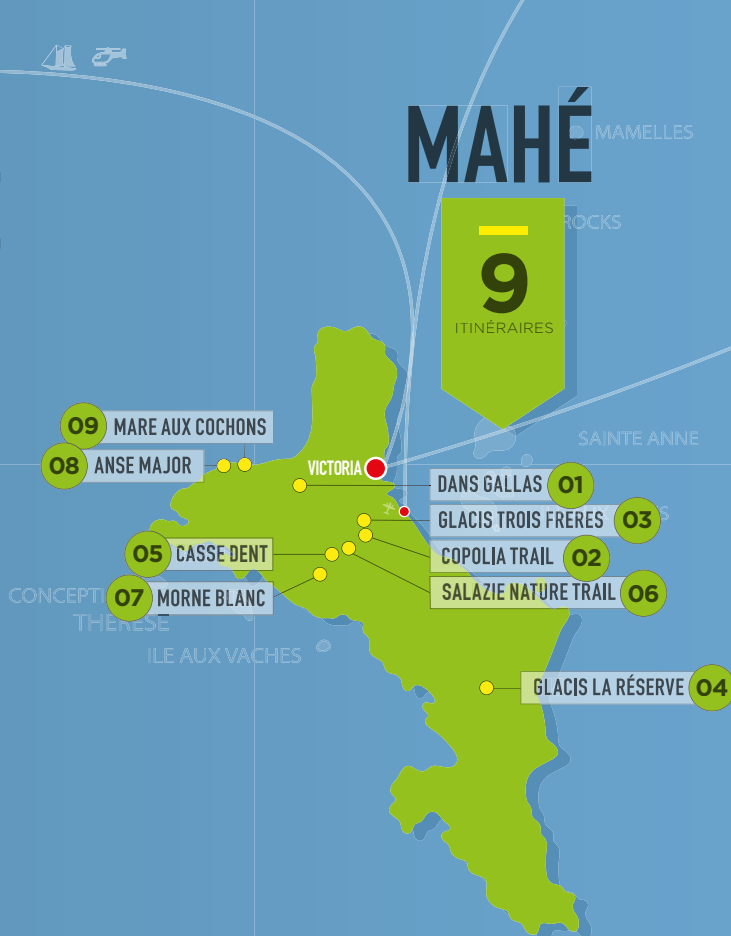 MAHÉ
MAMELLES
ROCKS
9
ITINÉRAIRES
09 MARE AUX COCHONS
SAINTE ANNE
08 ANSE MAJOR
VICTORIA
DANS GALLAS 01
GLACIS TROIS FRERES 03
05 CASSE DENT
COPOLIA TRAIL 02
CONCEPTI
07 MORNE BLANC
SALAZIE NATURE TRAIL 06
THERESE
ILE AUX VACHES
GLACIS LA RÉSERVE 04